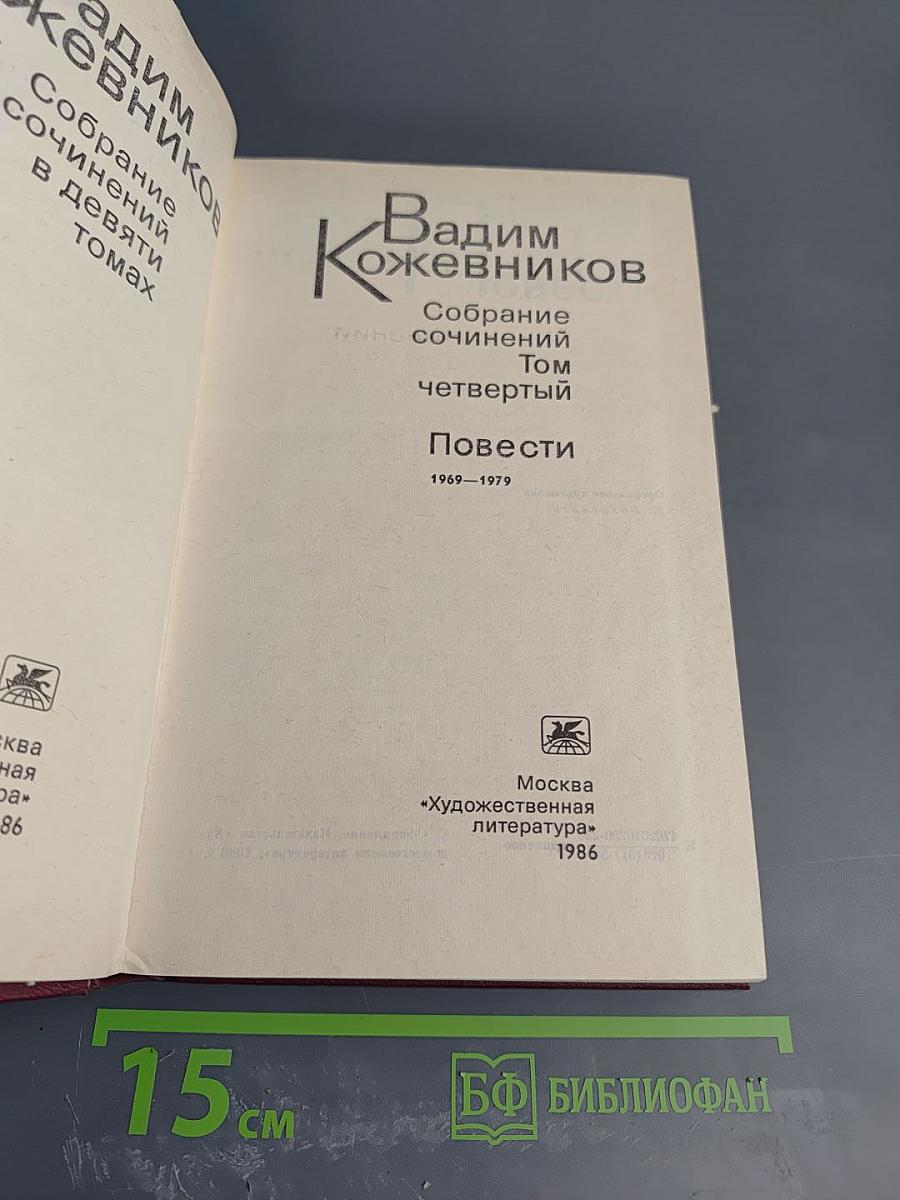 адим
жевников
Собрание
сочинений
в девяти
томах
сква
ная
ра»
86
Вадим
Кожевников
Собрание
сочинений
Том
четвертый
Повести
1969—1979
Москва
«Художественная
литература»
1986
15 см
БФ БИБЛИОФАН